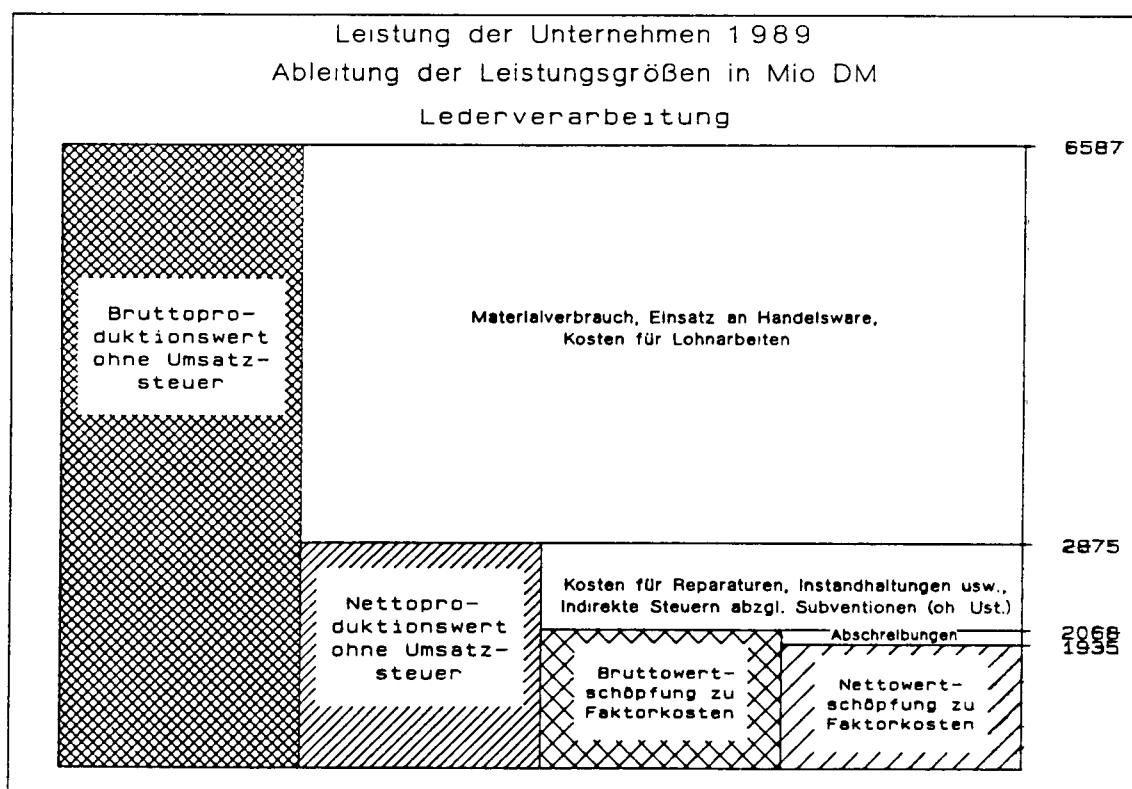 Leistung der Unternehmen 1989
Ableitung der Leistungsgrößen in Mio DM
Lederverarbeitung
6587
Bruttopro-
duktionswert
ohne Umsatz-
steuer
Materialverbrauch, Einsatz an Handelsware,
Kosten für Lohnarbeiten
2875
Nettopro-
duktionswert
ohne Umsatz-
steuer
Kosten für Reparaturen, Instandhaltungen usw.,
Indirekte Steuern abzgl. Subventionen (oh Ust.)
2068
Abschreibungen
1935
Bruttowert-
schöpfung zu
Faktorkosten
Nettowert-
schöpfung zu
Faktorkosten